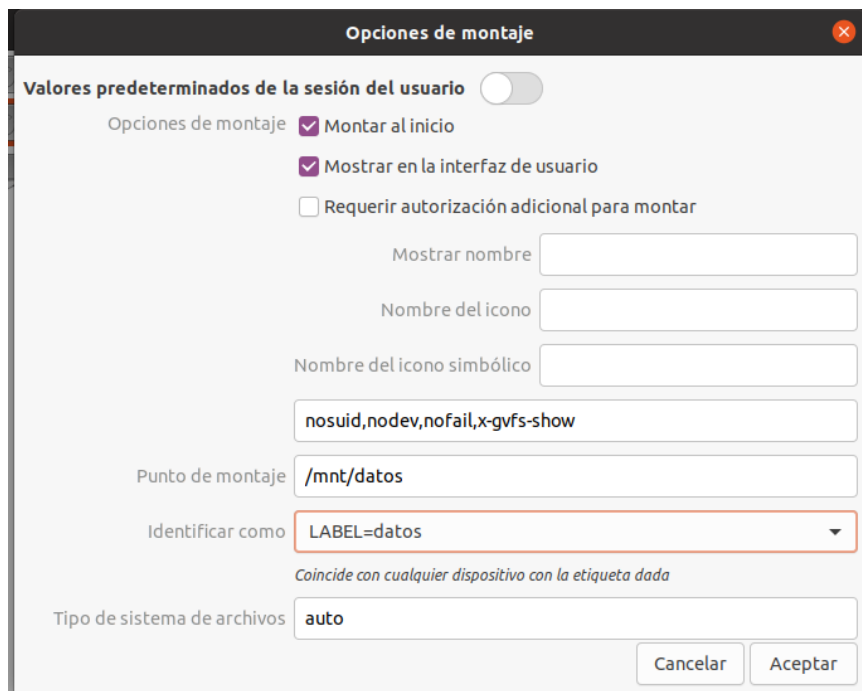 Opciones de montaje
Valores predeterminados de la sesión del usuario
Opciones de montaje Montar al inicio
Mostrar en la interfaz de usuario
Requerir autorización adicional para montar
Mostrar nombre
Nombre del icono
Nombre del icono simbólico
nosuid,nodev,nofail,x-gvfs-show
Punto de montaje /mnt/datos
Identificar como LABEL=datos
Coincide con cualquier dispositivo con la etiqueta dada
Tipo de sistema de archivos auto
Cancelar Aceptar